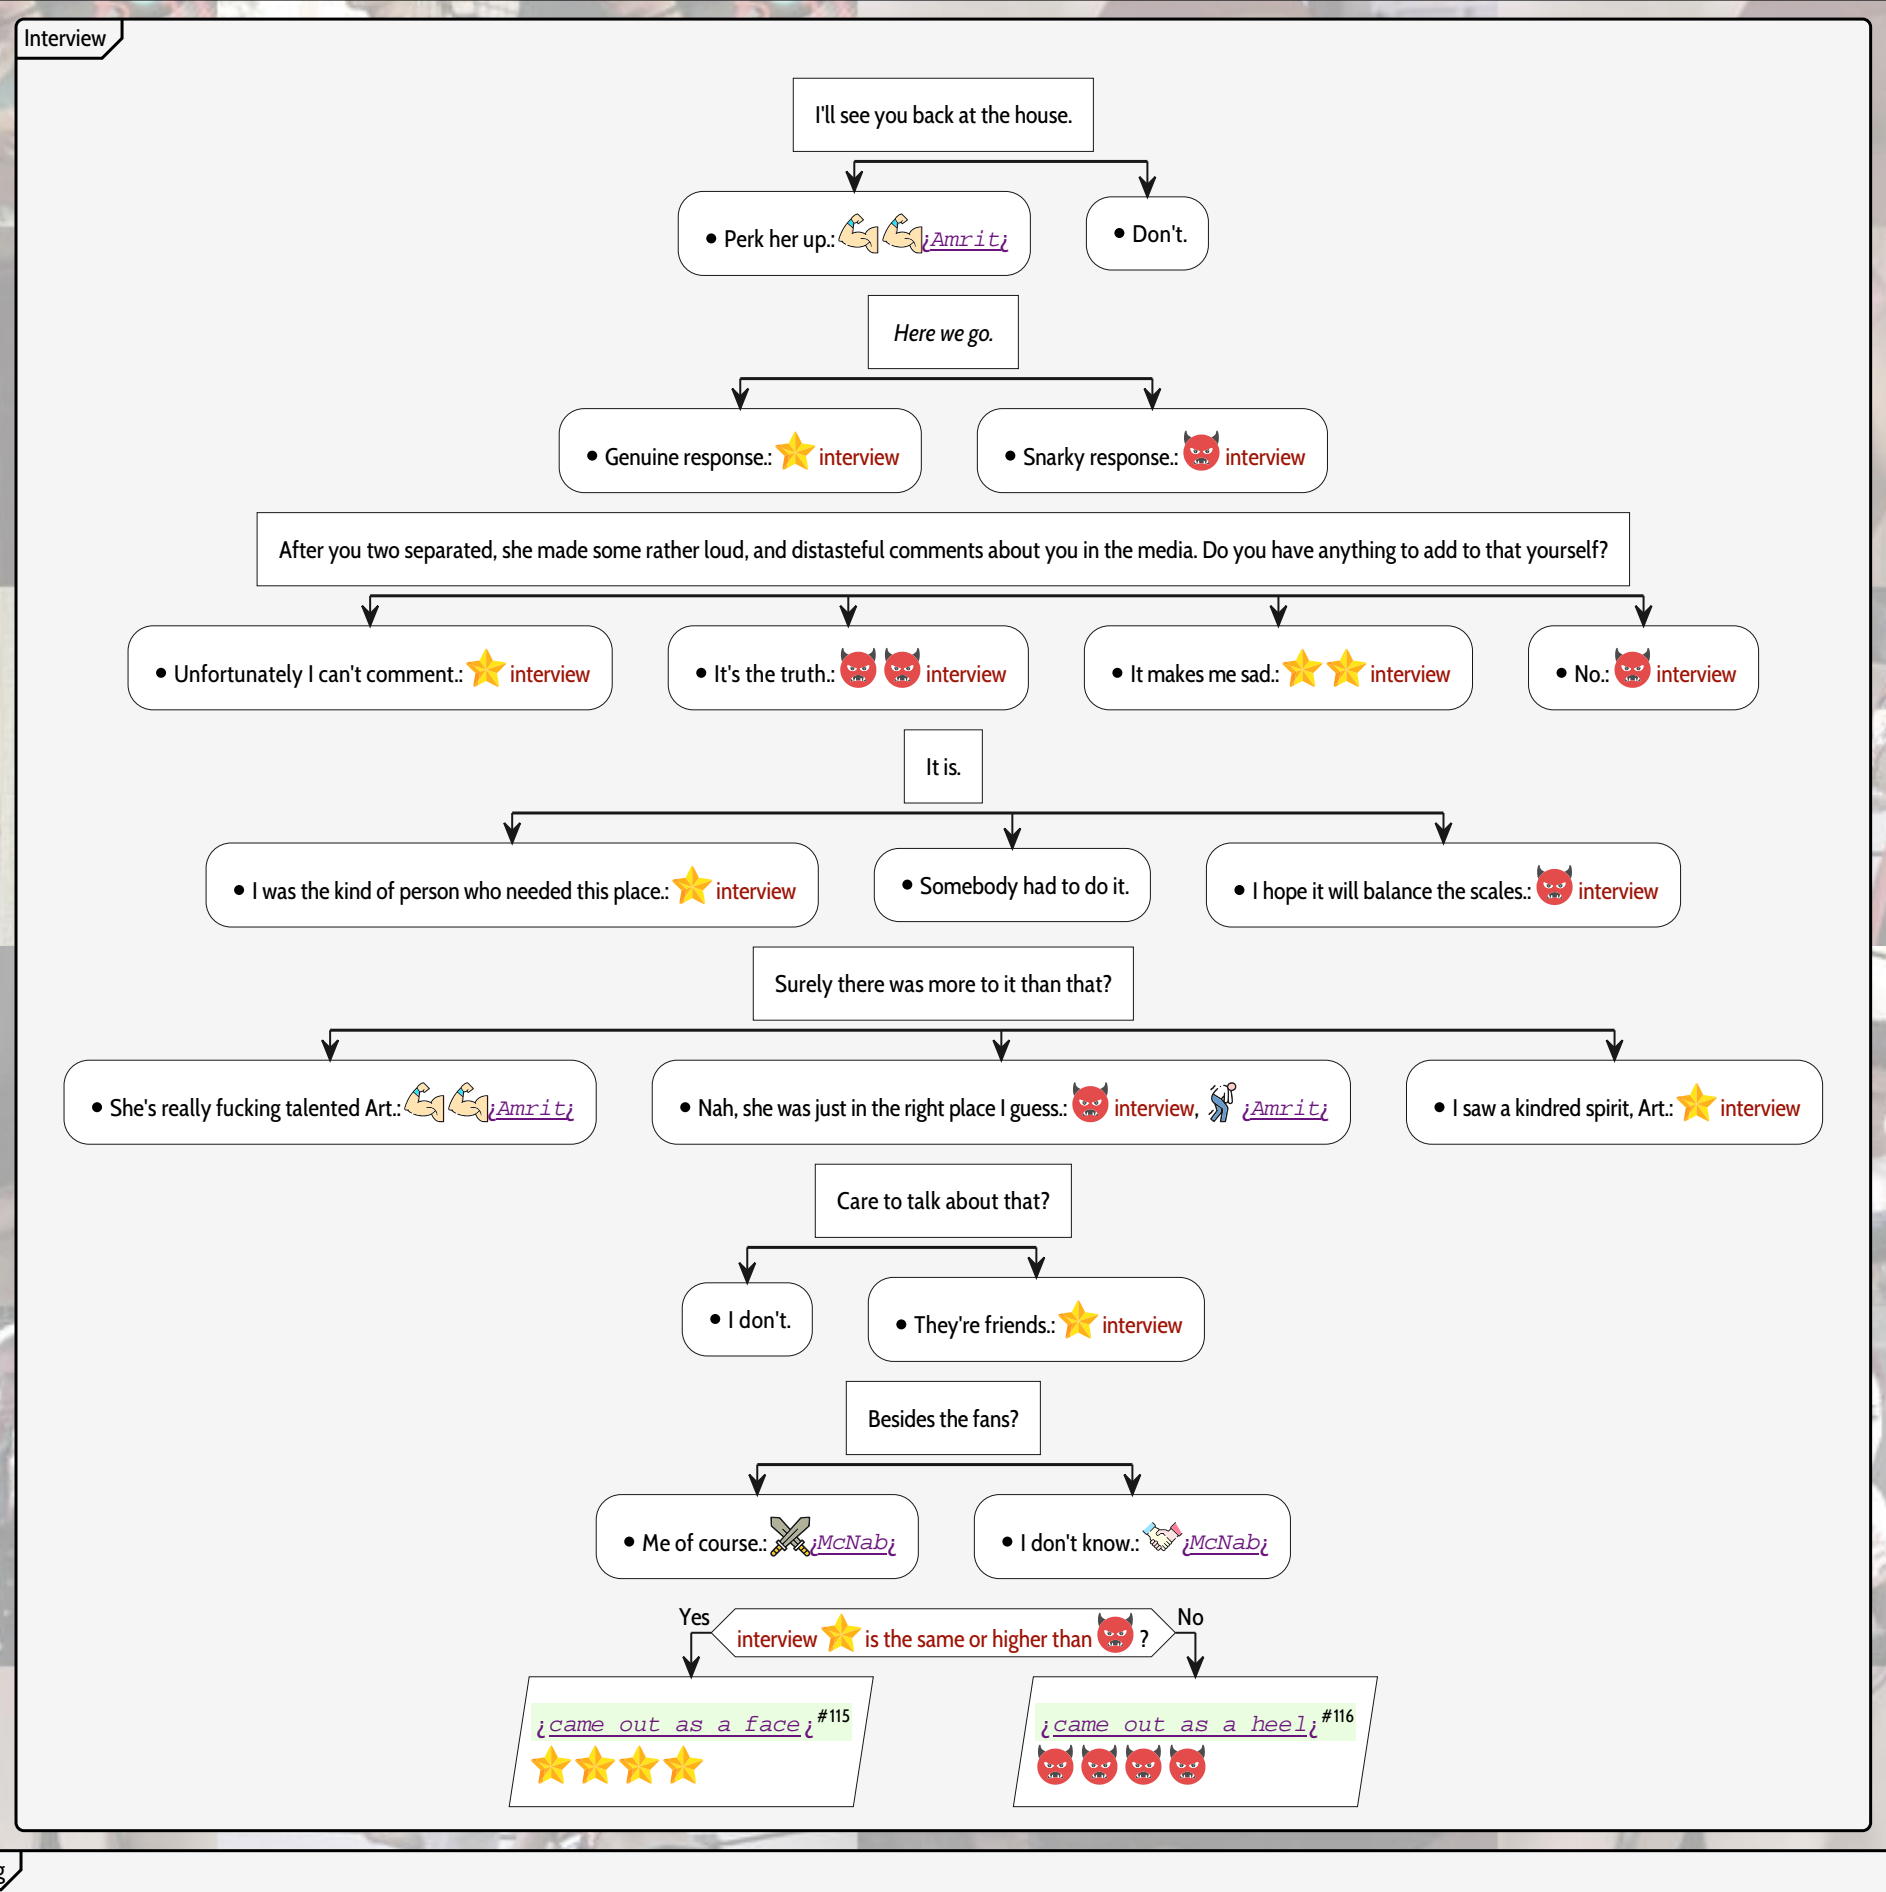 Interview
I'll see you back at the house.
• Perk her up.: ¿Amrit¿
• Don't.
Here we go.
• Genuine response.: interview
• Snarky response.: interview
After you two separated, she made some rather loud, and distasteful comments about you in the media. Do you have anything to add to that yourself?
• Unfortunately I can't comment.: interview
• It's the truth.: interview
• It makes me sad.: interview
• No.: interview
It is.
• I was the kind of person who needed this place.: interview
• Somebody had to do it.
• I hope it will balance the scales.: interview
Surely there was more to it than that?
• She's really fucking talented Art.: ¿Amrit¿
• Nah, she was just in the right place I guess.: interview, ¿Amrit¿
• I saw a kindred spirit, Art.: interview
Care to talk about that?
• I don't.
• They're friends.: interview
Besides the fans?
• Me of course.: ¿McNab¿
• I don't know.: ¿McNab¿
Yes
interview is the same or higher than ?
No
¿came out as a face¿ #115
¿came out as a heel¿ #116